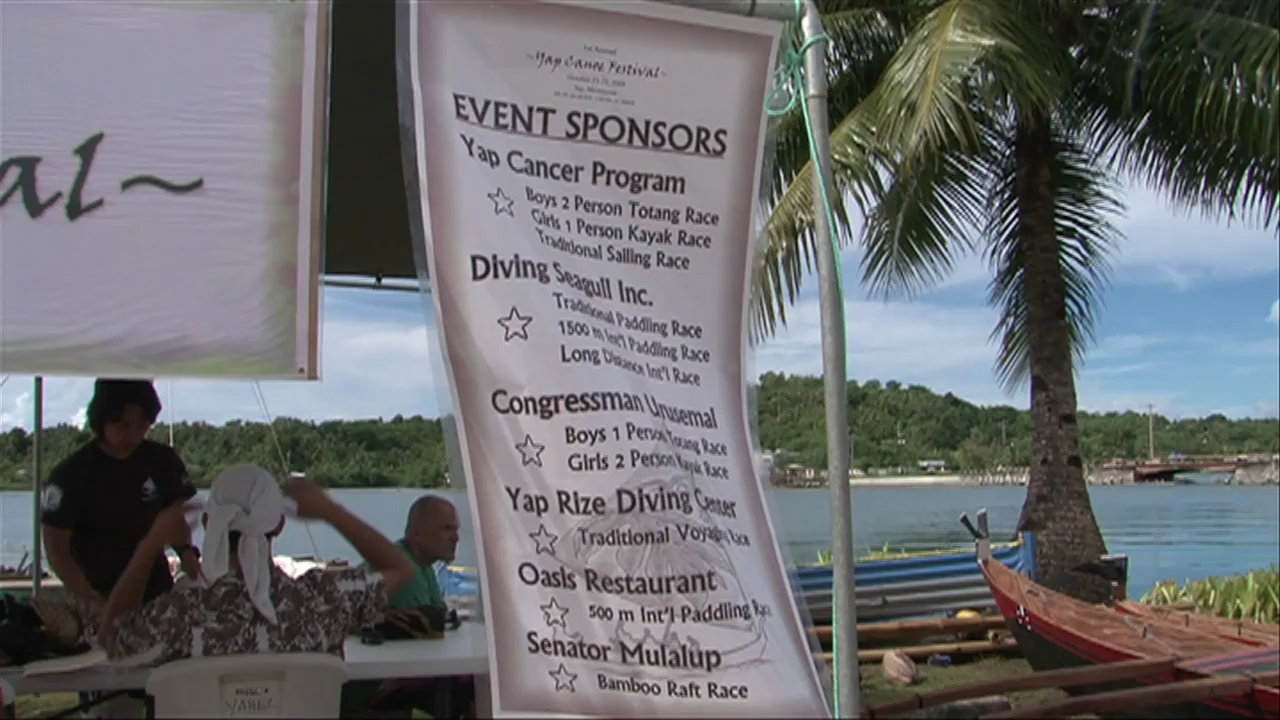 al~
1st Annual
~Yap Canoe Festival~
EVENT SPONSORS
Yap Cancer Program
Boys 2 Person Totang Race
Girls 1 Person Kayak Race
Traditional Sailing Race
Diving Seagull Inc.
Traditional Paddling Race
1500 m Int'l Paddling Race
Long Distance Int'l Race
Congressman Urusemal
Boys 1 Person Totang Race
Girls 2 Person Kayak Race
Yap Rize Diving Center
Traditional Voyaging Race
Oasis Restaurant
500 m Int'l Paddling Race
Senator Mulalup
Bamboo Raft Race